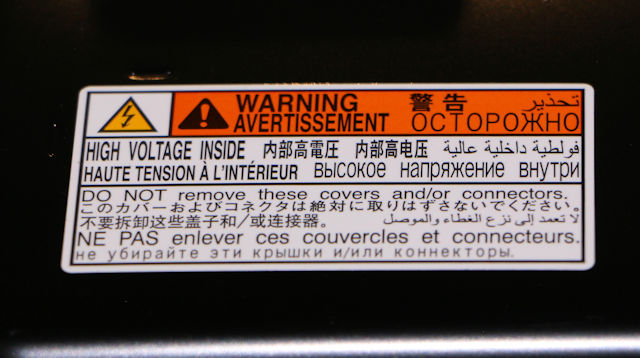 WARNING 警告 تحذير
AVERTISSEMENT ОСТОРОЖНО
HIGH VOLTAGE INSIDE 内部高電圧 内部高电压 فولطية داخلية عالية
HAUTE TENSION À L'INTÉRIEUR высокое напряжение внутри
DO NOT remove these covers and/or connectors.
このカバーおよびコネクタは絶対に取りはずさないでください。
不要拆卸这些盖子和/或连接器。 لا تعمد إلى نزع الغطاء والموصل
NE PAS enlever ces couvercles et connecteurs.
не убирайте эти крышки и/или коннекторы.